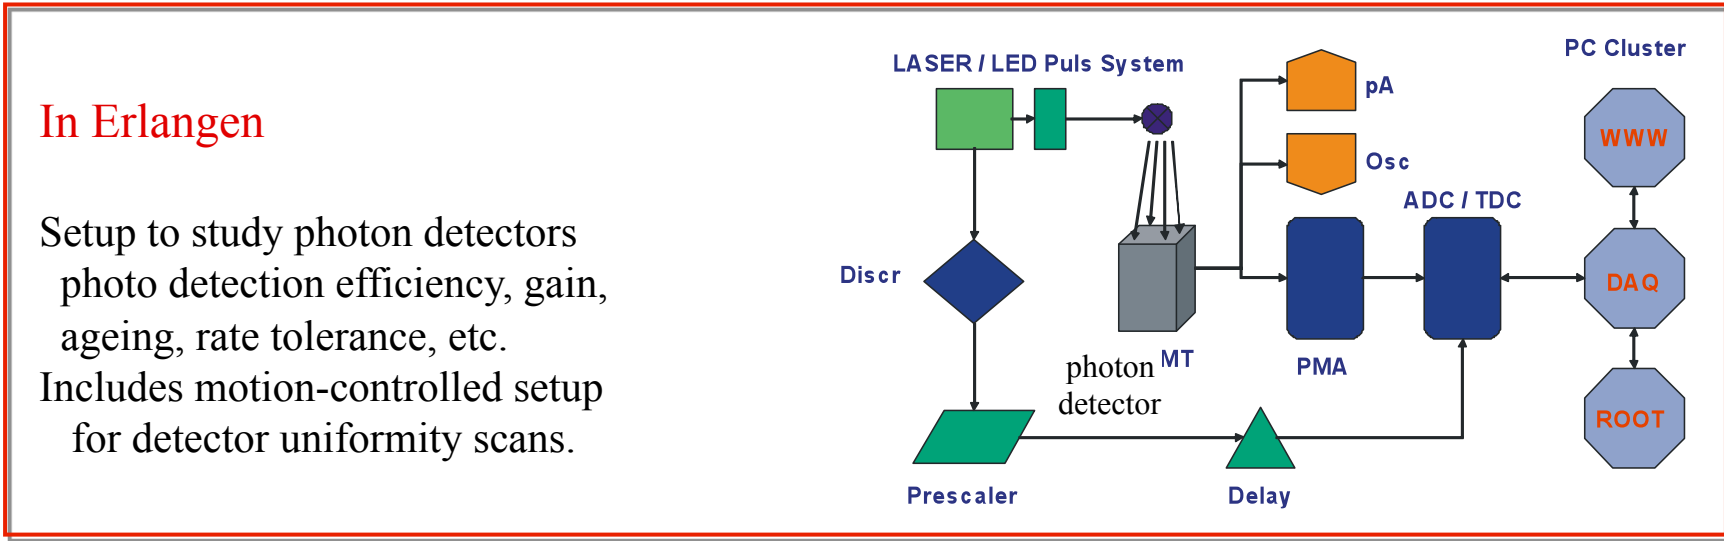 In Erlangen
Setup to study photon detectors
photo detection efficiency, gain,
ageing, rate tolerance, etc.
Includes motion-controlled setup
for detector uniformity scans.
LASER / LED Puls System
PC Cluster
pA
WWW
Osc
ADC / TDC
Discr
DAQ
photon MT
detector
PMA
ROOT
Prescaler
Delay